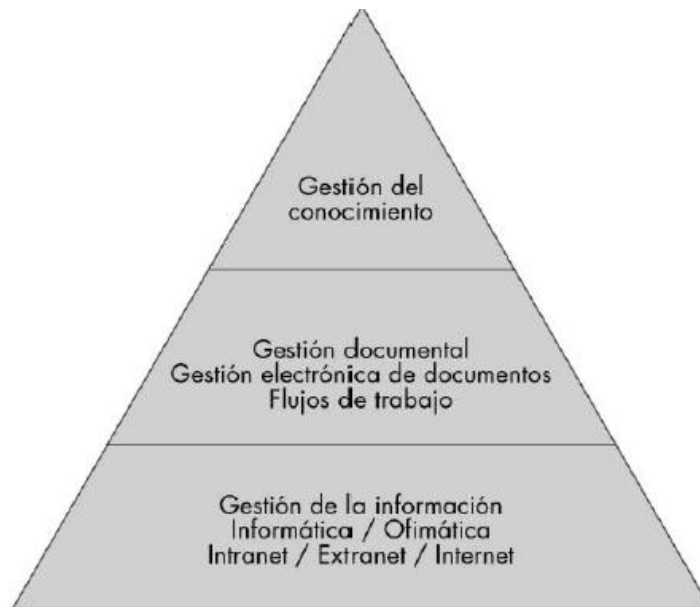 Gestión del
conocimiento
Gestión documental
Gestión electrónica de documentos
Flujos de trabajo
Gestión de la información
Informática / Ofimática
Intranet / Extranet / Internet